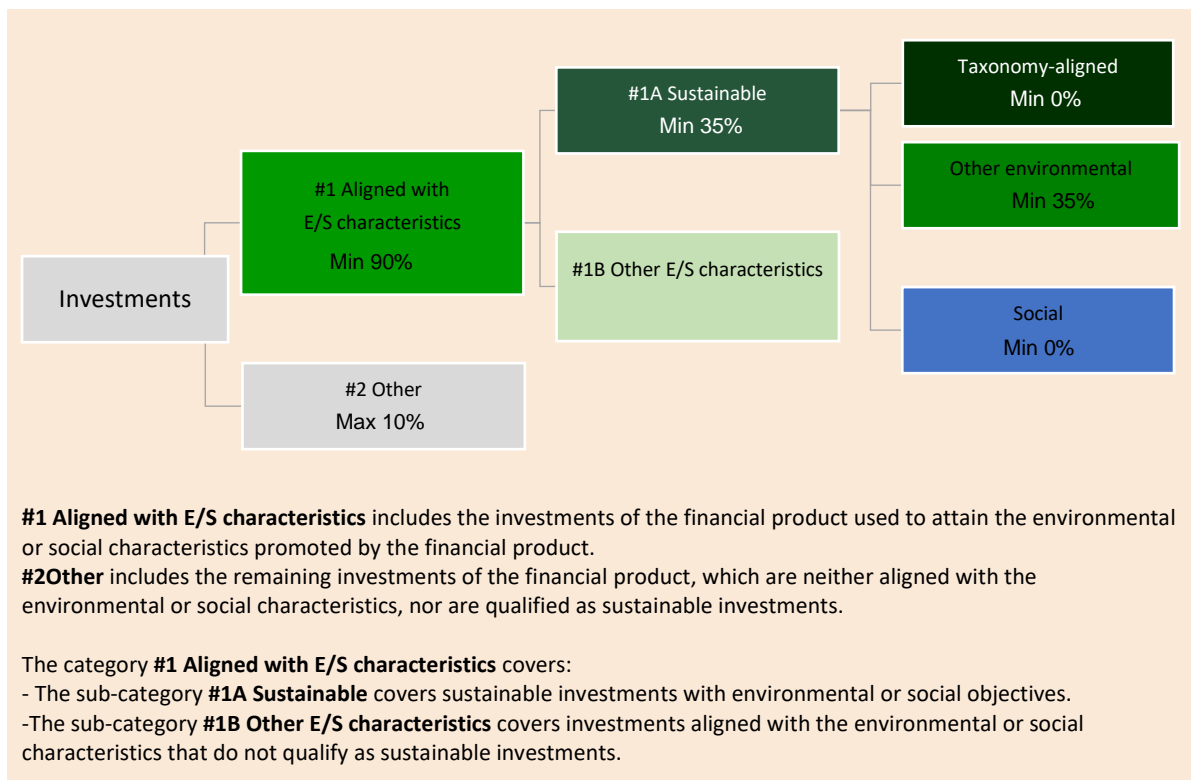 Investments
#1 Aligned with
E/S characteristics
Min 90%
#2 Other
Max 10%
#1A Sustainable
Min 35%
#1B Other E/S characteristics
Taxonomy-aligned
Min 0%
Other environmental
Min 35%
Social
Min 0%
#1 Aligned with E/S characteristics includes the investments of the financial product used to attain the environmental
or social characteristics promoted by the financial product.
#2Other includes the remaining investments of the financial product, which are neither aligned with the
environmental or social characteristics, nor are qualified as sustainable investments.
The category #1 Aligned with E/S characteristics covers:
- The sub-category #1A Sustainable covers sustainable investments with environmental or social objectives.
-The sub-category #1B Other E/S characteristics covers investments aligned with the environmental or social
characteristics that do not qualify as sustainable investments.